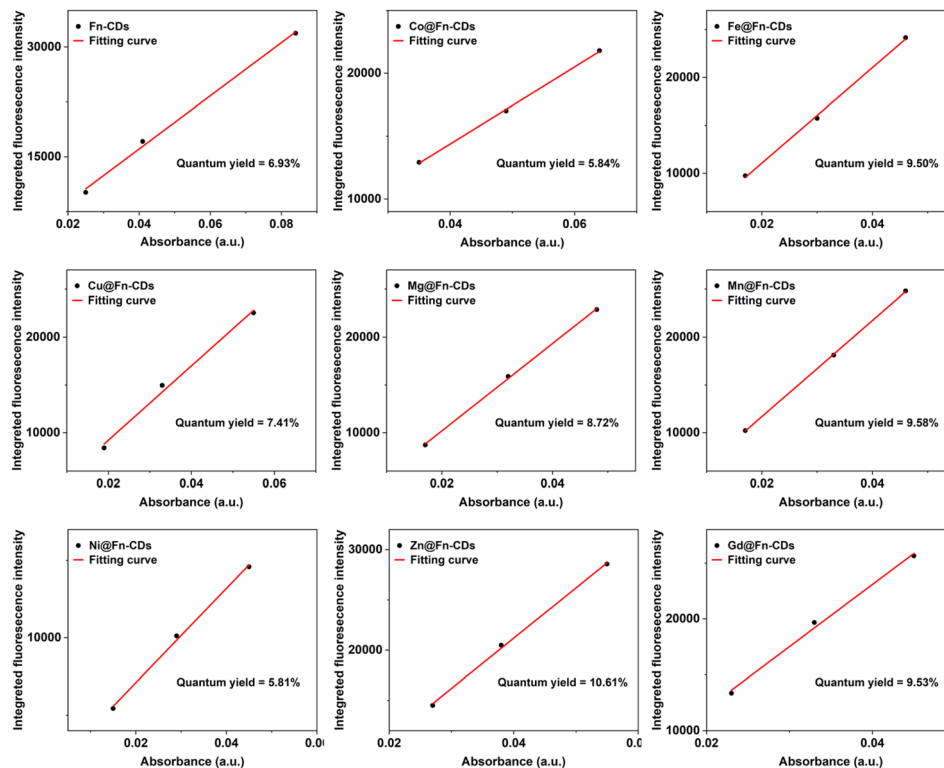 Integreted fluoresecence intensity
31000
15000
Fn-CDs
Fitting curve
Quantum yield = 6.93%
0.02
0.04
0.06
0.08
Absorbance (a.u.)
Integreted fluoresecence intensity
20000
10000
Co@Fn-CDs
Fitting curve
Quantum yield = 5.84%
0.04
0.06
Absorbance (a.u.)
Integreted fluoresecence intensity
20000
10000
Fe@Fn-CDs
Fitting curve
Quantum yield = 9.50%
0.02
0.04
Absorbance (a.u.)
Integreted fluoresecence intensity
20000
10000
Cu@Fn-CDs
Fitting curve
Quantum yield = 7.41%
0.02
0.04
0.06
Absorbance (a.u.)
Integreted fluoresecence intensity
20000
10000
Mg@Fn-CDs
Fitting curve
Quantum yield = 8.72%
0.02
0.04
Absorbance (a.u.)
Integreted fluoresecence intensity
20000
10000
Mn@Fn-CDs
Fitting curve
Quantum yield = 9.58%
0.02
0.04
Absorbance (a.u.)
Integreted fluoresecence intensity
10000
Ni@Fn-CDs
Fitting curve
Quantum yield = 5.81%
0.02
0.04
Absorbance (a.u.)
Integreted fluoresecence intensity
30000
20000
Zn@Fn-CDs
Fitting curve
Quantum yield = 10.61%
0.02
0.04
Absorbance (a.u.)
Integreted fluoresecence intensity
20000
10000
Gd@Fn-CDs
Fitting curve
Quantum yield = 9.53%
0.02
0.04
Absorbance (a.u.)